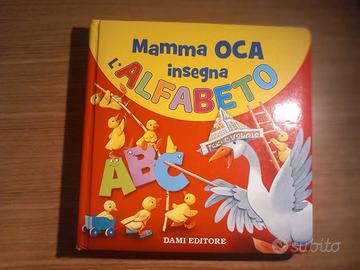 Mamma OCA
insegna
L'ALFABETO
ABC
DAMI EDITORE
subito